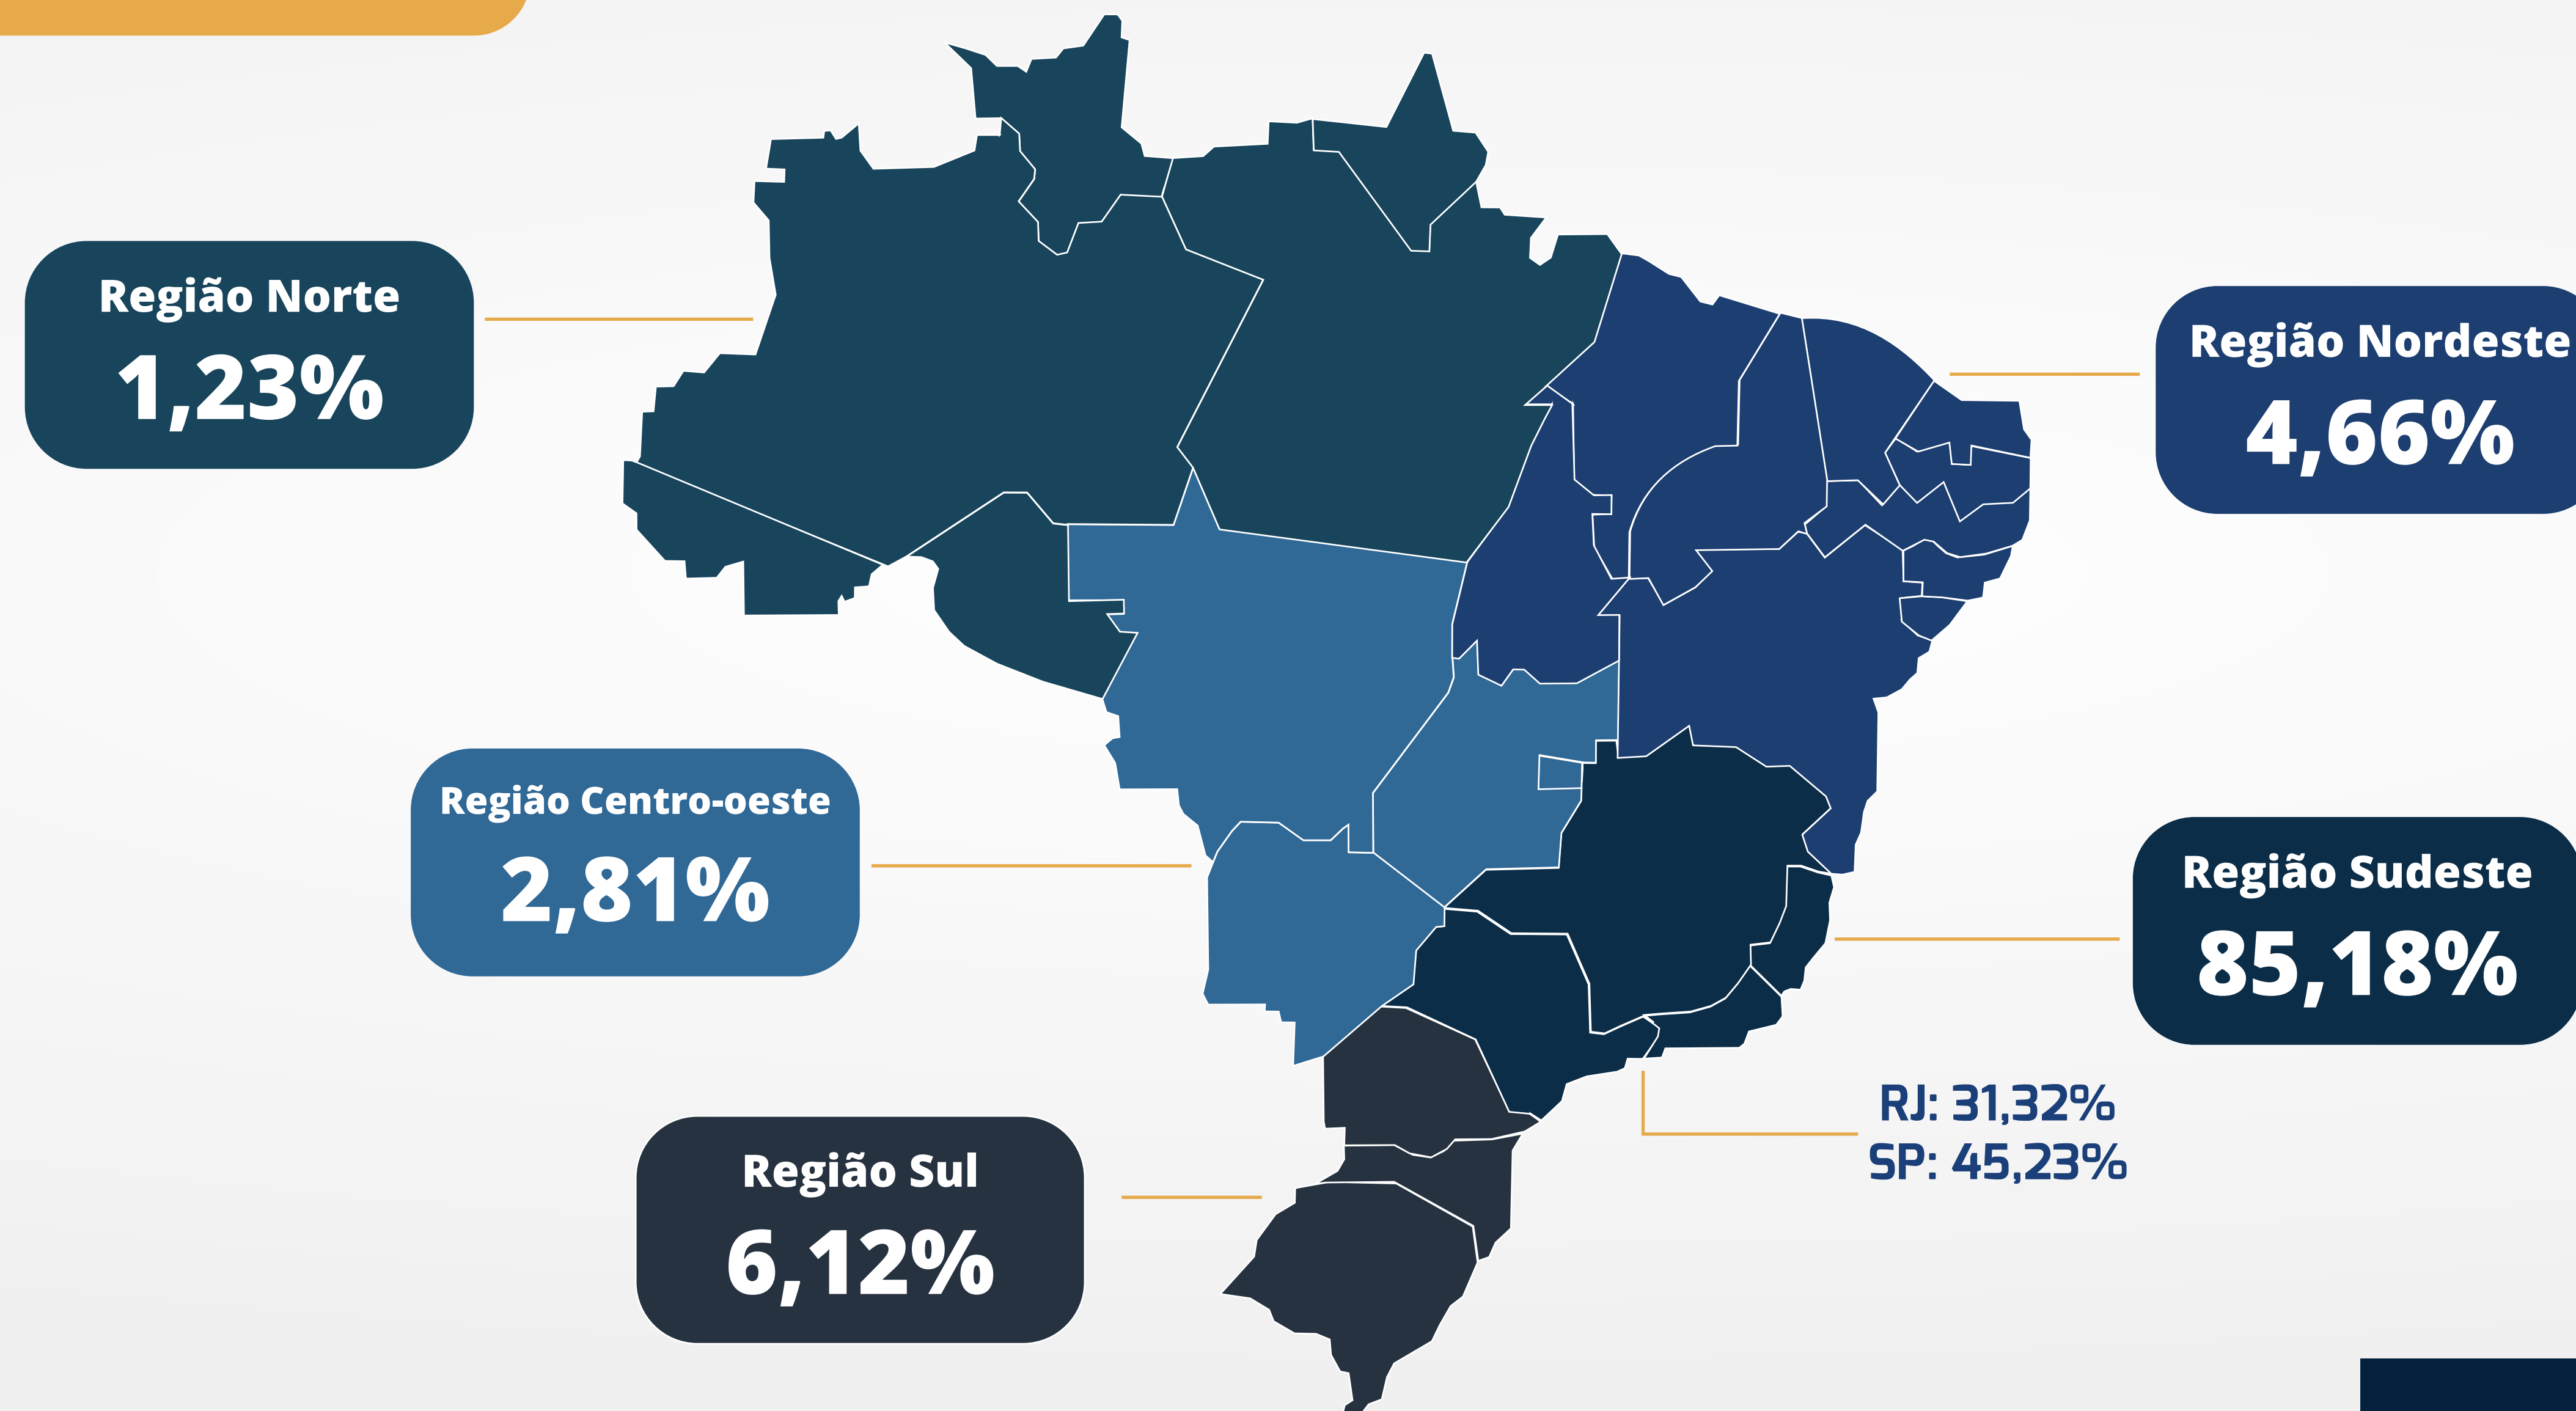 Região Norte
1,23%
Região Nordeste
4,66%
Região Centro-oeste
2,81%
Região Sudeste
85,18%
RJ: 31,32%
SP: 45,23%
Região Sul
6,12%